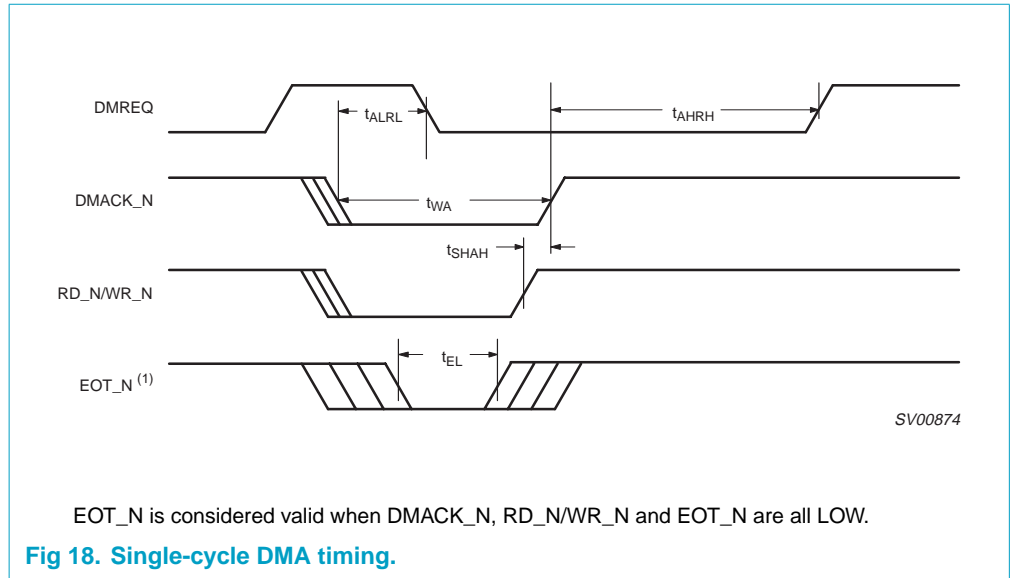 DMREQ
tALRL
tAHRH
DMACK_N
tWA
tSHAH
RD_N/WR_N
tEL
EOT_N (1)
SV00874
EOT_N is considered valid when DMACK_N, RD_N/WR_N and EOT_N are all LOW.
Fig 18. Single-cycle DMA timing.